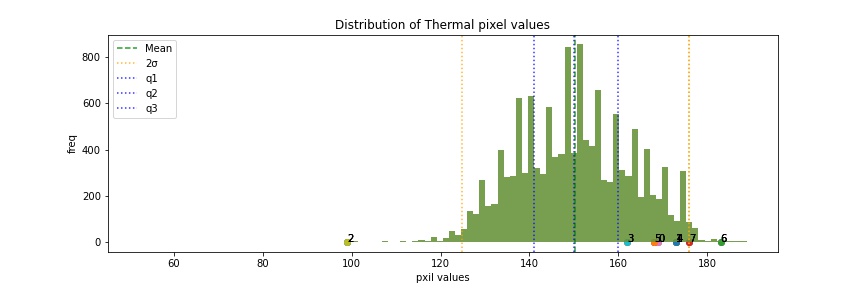 Distribution of Thermal pixel values
Mean
2σ
q1
q2
q3
freq
800
600
400
200
0
2 3 5 0 4 7 6
60 80 100 120 140 160 180
pxil values